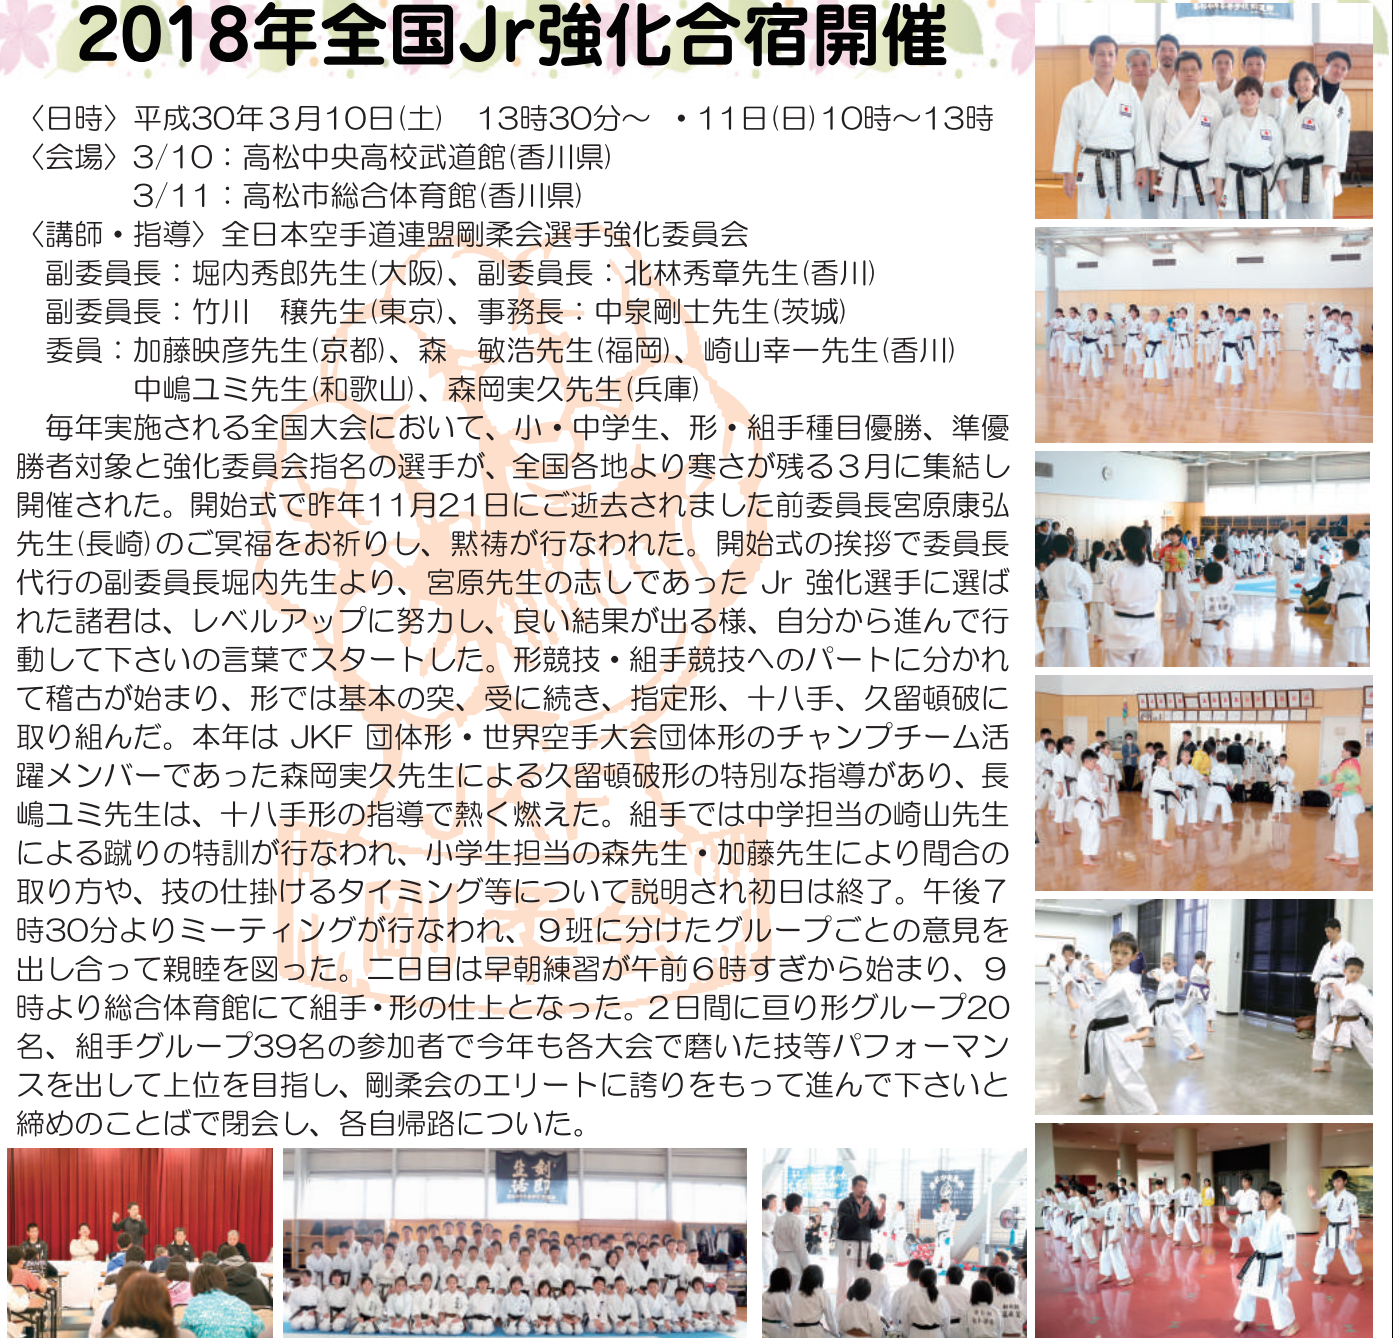 2018年全国Jr強化合宿開催
〈日時〉平成30年3月10日(土)　13時30分〜　・11日(日)10時〜13時
〈会場〉3/10：高松中央高校武道館(香川県)
3/11：高松市総合体育館(香川県)
〈講師・指導〉全日本空手道連盟剛柔会選手強化委員会
副委員長：堀内秀郎先生(大阪)、副委員長：北林秀章先生(香川)
副委員長：竹川　穣先生(東京)、事務長：中泉剛士先生(茨城)
委員：加藤映彦先生(京都)、森　敏浩先生(福岡)、崎山幸一先生(香川)
中嶋ユミ先生(和歌山)、森岡実久先生(兵庫)
毎年実施される全国大会において、小・中学生、形・組手種目優勝、準優
勝者対象と強化委員会指名の選手が、全国各地より寒さが残る3月に集結し
開催された。開始式で昨年11月21日にご逝去されました前委員長宮原康弘
先生(長崎)のご冥福をお祈りし、黙祷が行なわれた。開始式の挨拶で委員長
代行の副委員長堀内先生より、宮原先生の志しであった Jr 強化選手に選ば
れた諸君は、レベルアップに努力し、良い結果が出る様、自分から進んで行
動して下さいの言葉でスタートした。形競技・組手競技へのパートに分かれ
て稽古が始まり、形では基本の突、受に続き、指定形、十八手、久留頓破に
取り組んだ。本年は JKF 団体形・世界空手大会団体形のチャンプチーム活
躍メンバーであった森岡実久先生による久留頓破形の特別な指導があり、長
嶋ユミ先生は、十八手形の指導で熱く燃えた。組手では中学担当の崎山先生
による蹴りの特訓が行なわれ、小学生担当の森先生・加藤先生により間合の
取り方や、技の仕掛けるタイミング等について説明され初日は終了。午後7
時30分よりミーティングが行なわれ、9班に分けたグループごとの意見を
出し合って親睦を図った。二日目は早朝練習が午前6時すぎから始まり、9
時より総合体育館にて組手・形の仕上となった。2日間に亘り形グループ20
名、組手グループ39名の参加者で今年も各大会で磨いた技等パフォーマン
スを出して上位を目指し、剛柔会のエリートに誇りをもって進んで下さいと
締めのことばで閉会し、各自帰路についた。
JKF
剛柔会